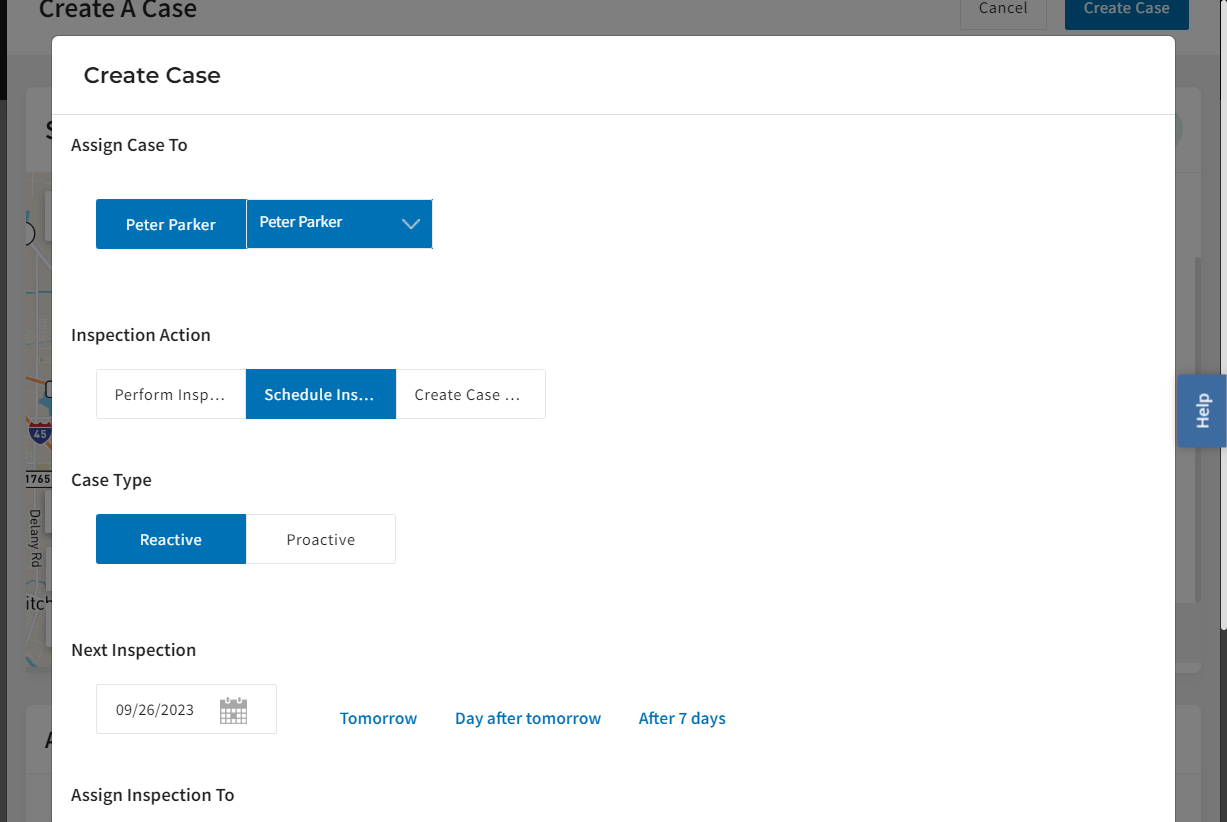 Create A Case
Cancel
Create Case
Create Case
Assign Case To
Peter Parker
Peter Parker
Inspection Action
Perform Insp...
Schedule Ins...
Create Case ...
Help
45
1765
Case Type
Reactive
Proactive
Delany Rd
Next Inspection
09/26/2023
Tomorrow
Day after tomorrow
After 7 days
Assign Inspection To